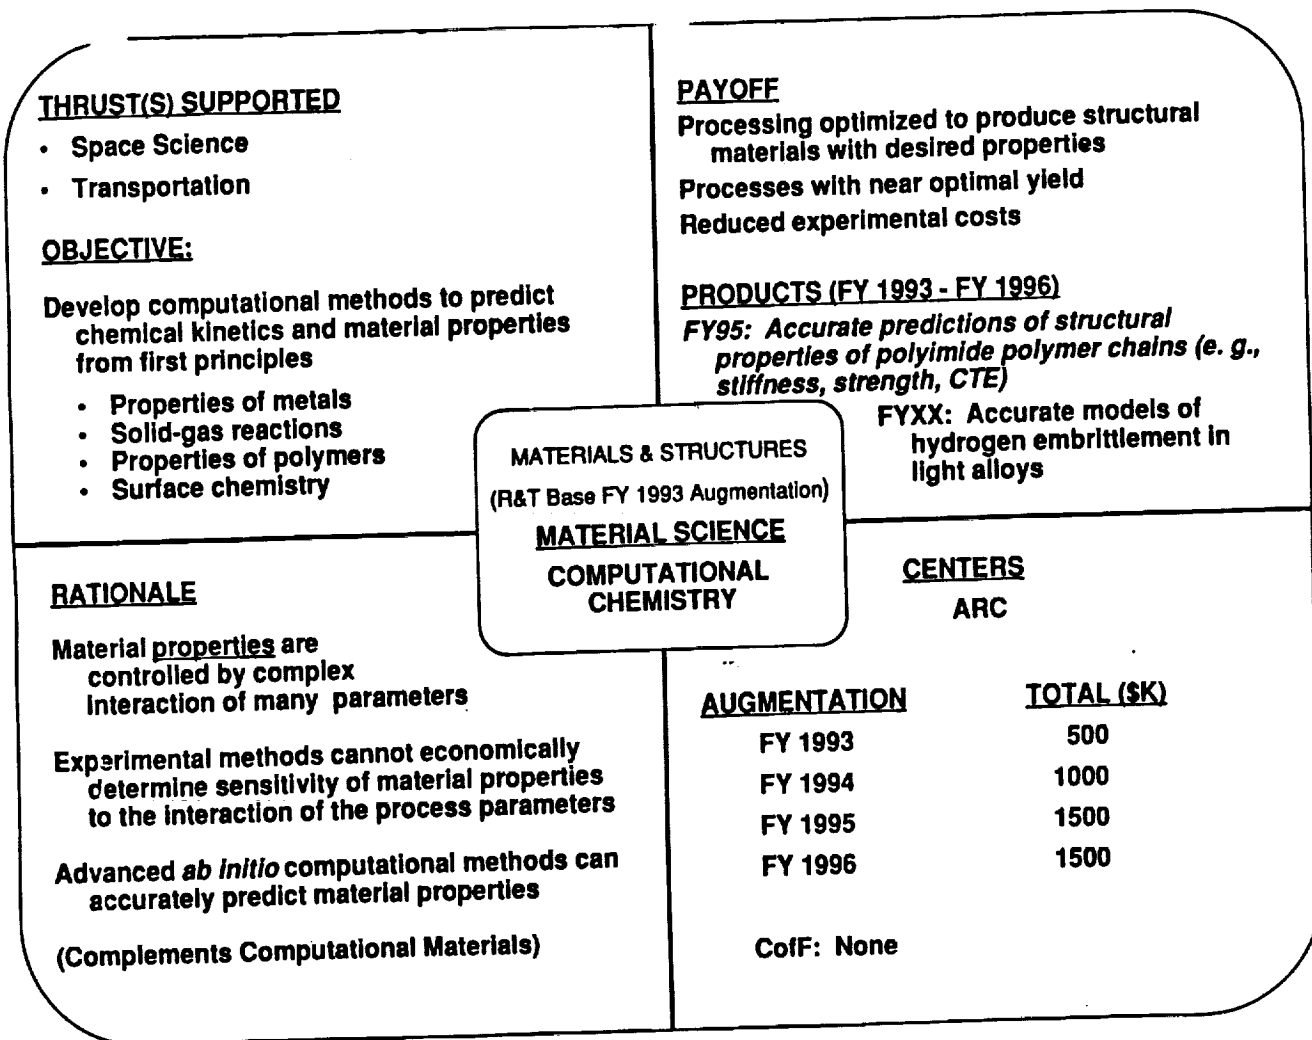 THRUST(S) SUPPORTED
• Space Science
• Transportation
OBJECTIVE:
Develop computational methods to predict
chemical kinetics and material properties
from first principles
• Properties of metals
• Solid-gas reactions
• Properties of polymers
• Surface chemistry
PAYOFF
Processing optimized to produce structural
materials with desired properties
Processes with near optimal yield
Reduced experimental costs
PRODUCTS (FY 1993 - FY 1996)
FY95: Accurate predictions of structural
properties of polyimide polymer chains (e. g.,
stiffness, strength, CTE)
FYXX: Accurate models of
hydrogen embrittlement in
light alloys
MATERIALS & STRUCTURES
(R&T Base FY 1993 Augmentation)
MATERIAL SCIENCE
COMPUTATIONAL
CHEMISTRY
RATIONALE
Material properties are
controlled by complex
interaction of many parameters
Experimental methods cannot economically
determine sensitivity of material properties
to the interaction of the process parameters
Advanced ab initio computational methods can
accurately predict material properties
(Complements Computational Materials)
CENTERS
ARC
AUGMENTATION TOTAL ($K)
FY 1993 500
FY 1994 1000
FY 1995 1500
FY 1996 1500
CofF: None